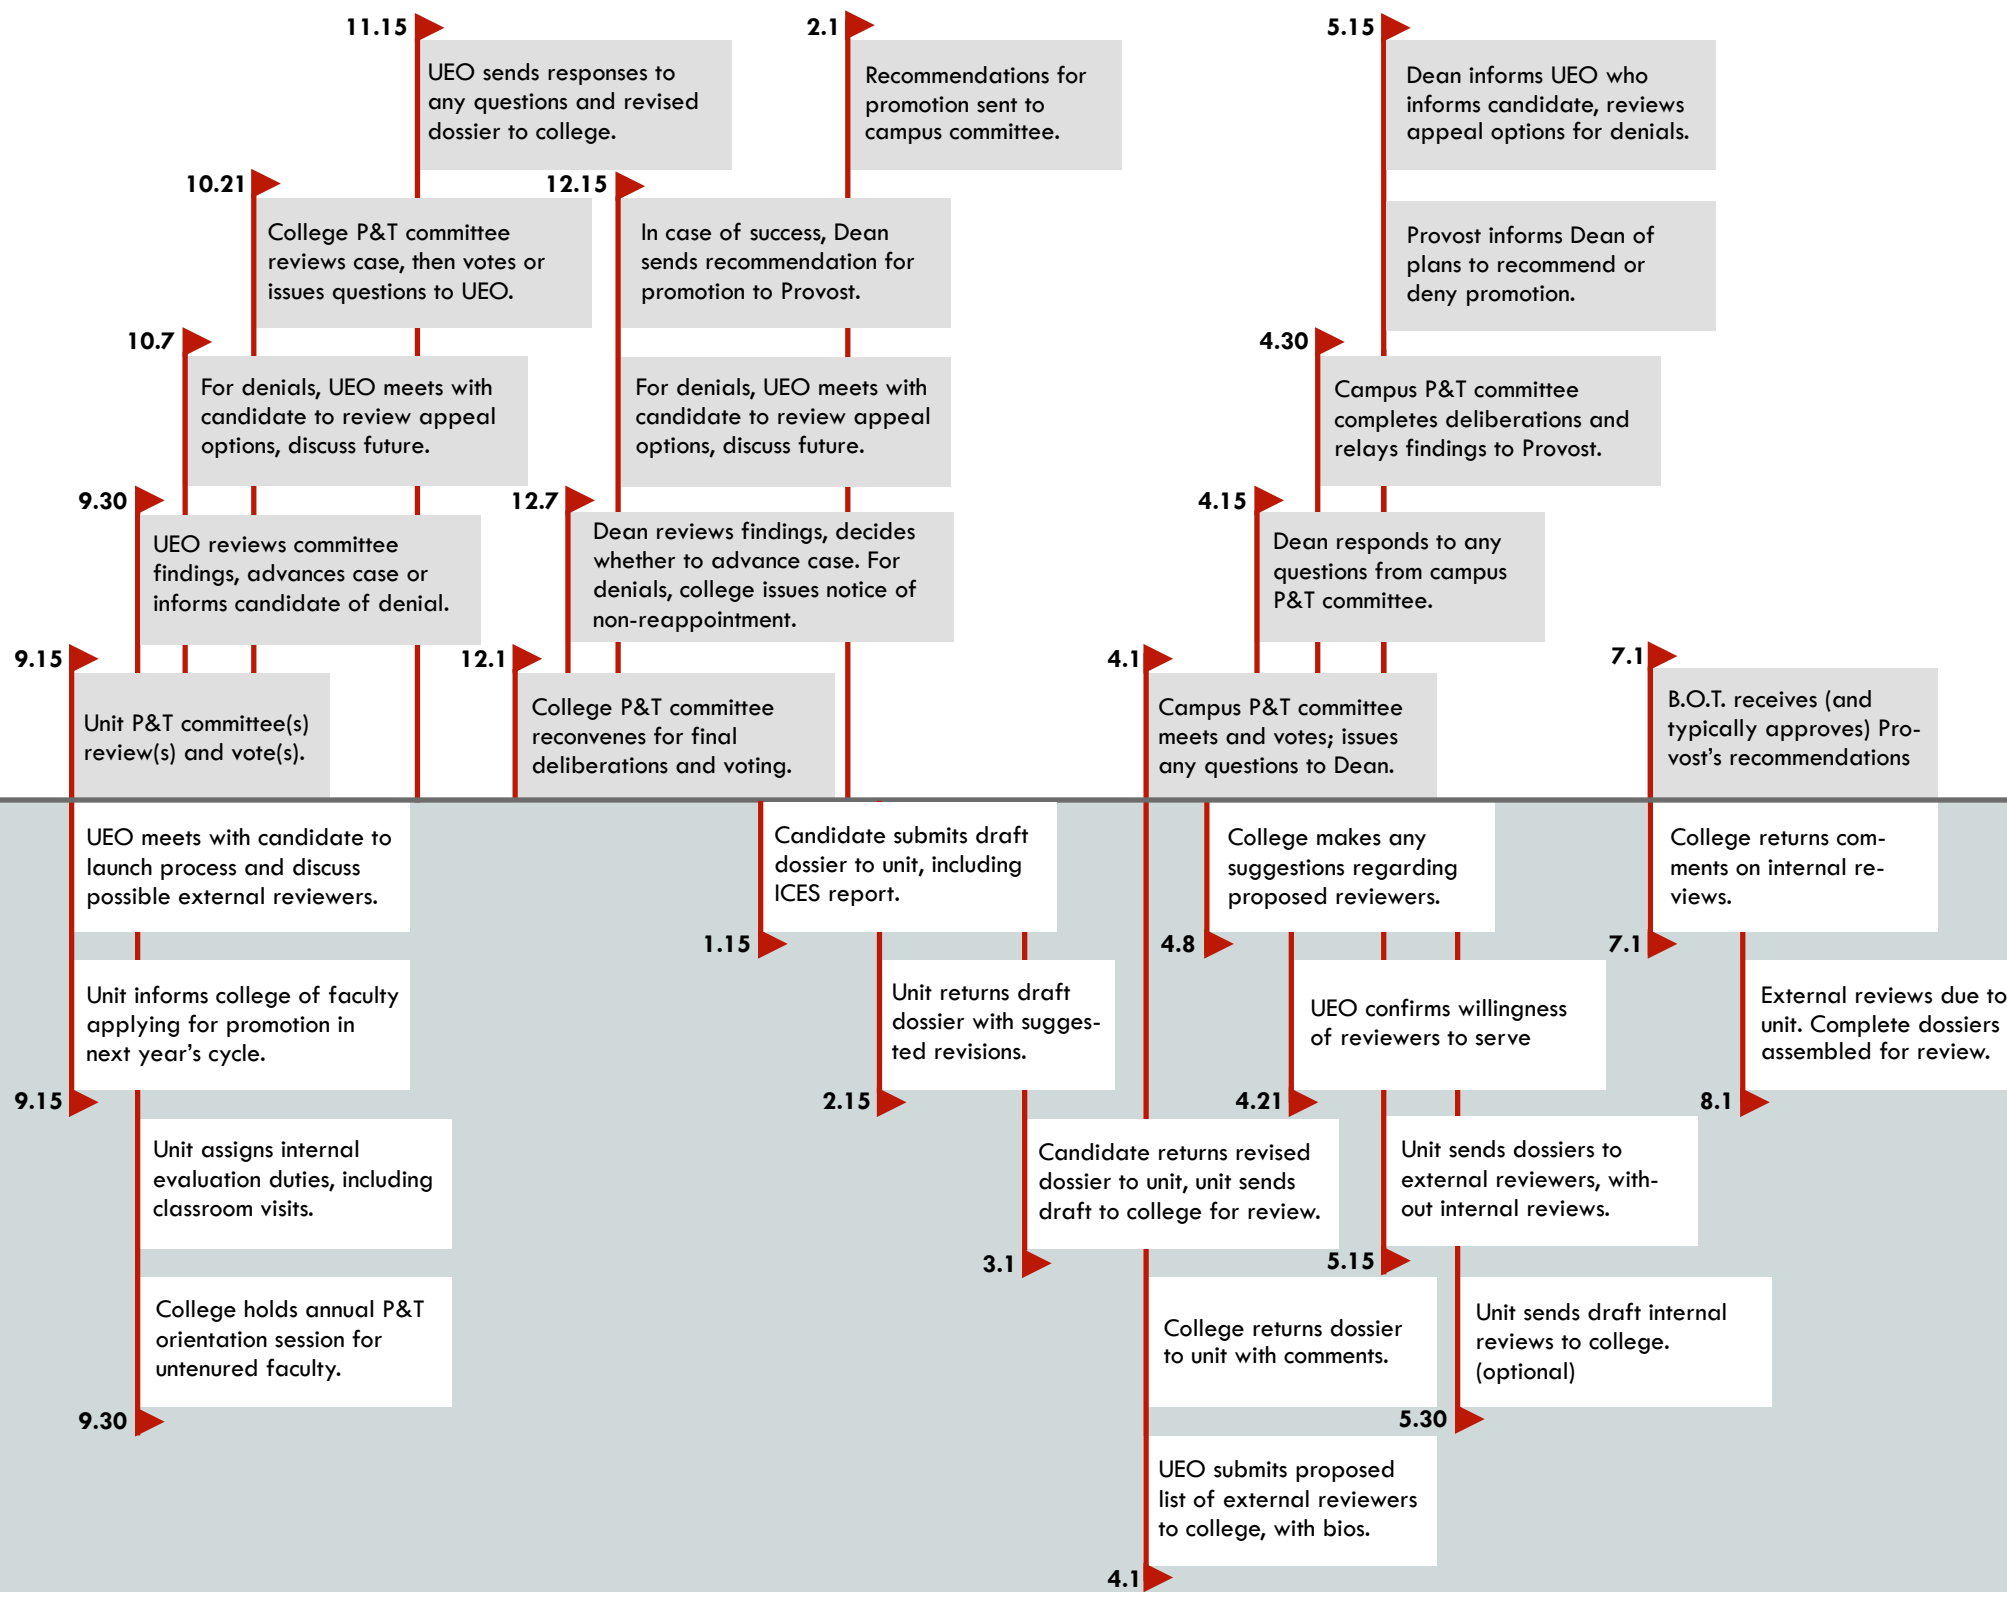 11.15
UEO sends responses to
any questions and revised
dossier to college.
2.1
Recommendations for
promotion sent to
campus committee.
5.15
Dean informs UEO who
informs candidate, reviews
appeal options for denials.
10.21
College P&T committee
reviews case, then votes or
issues questions to UEO.
12.15
In case of success, Dean
sends recommendation for
promotion to Provost.
Provost informs Dean of
plans to recommend or
deny promotion.
10.7
For denials, UEO meets with
candidate to review appeal
options, discuss future.
For denials, UEO meets with
candidate to review appeal
options, discuss future.
4.30
Campus P&T committee
completes deliberations and
relays findings to Provost.
9.30
UEO reviews committee
findings, advances case or
informs candidate of denial.
12.7
Dean reviews findings, decides
whether to advance case. For
denials, college issues notice of
non-reappointment.
4.15
Dean responds to any
questions from campus
P&T committee.
9.15
Unit P&T committee(s)
review(s) and vote(s).
12.1
College P&T committee
reconvenes for final
deliberations and voting.
4.1
Campus P&T committee
meets and votes; issues
any questions to Dean.
7.1
B.O.T. receives (and
typically approves) Pro-
vost's recommendations
UEO meets with candidate to
launch process and discuss
possible external reviewers.
Candidate submits draft
dossier to unit, including
ICES report.
1.15
College makes any
suggestions regarding
proposed reviewers.
4.8
College returns com-
ments on internal re-
views.
7.1
Unit informs college of faculty
applying for promotion in
next year's cycle.
9.15
Unit returns draft
dossier with sugges-
ted revisions.
2.15
UEO confirms willingness
of reviewers to serve
4.21
External reviews due to
unit. Complete dossiers
assembled for review.
8.1
Unit assigns internal
evaluation duties, including
classroom visits.
Candidate returns revised
dossier to unit, unit sends
draft to college for review.
3.1
Unit sends dossiers to
external reviewers, with-
out internal reviews.
5.15
College holds annual P&T
orientation session for
untenured faculty.
9.30
College returns dossier
to unit with comments.
Unit sends draft internal
reviews to college.
(optional)
5.30
UEO submits proposed
list of external reviewers
to college, with bios.
4.1